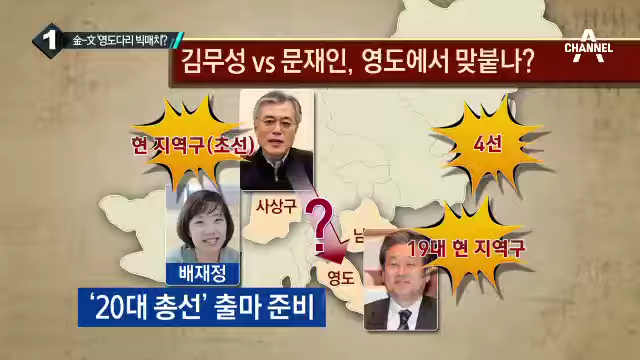 1
金-文 '영도다리 빅매치'?
CHANNEL A
김무성 vs 문재인, 영도에서 맞붙나?
현 지역구(초선)
4선
사상구
?
남
19대 현 지역구
배재정
영도
'20대 총선' 출마 준비